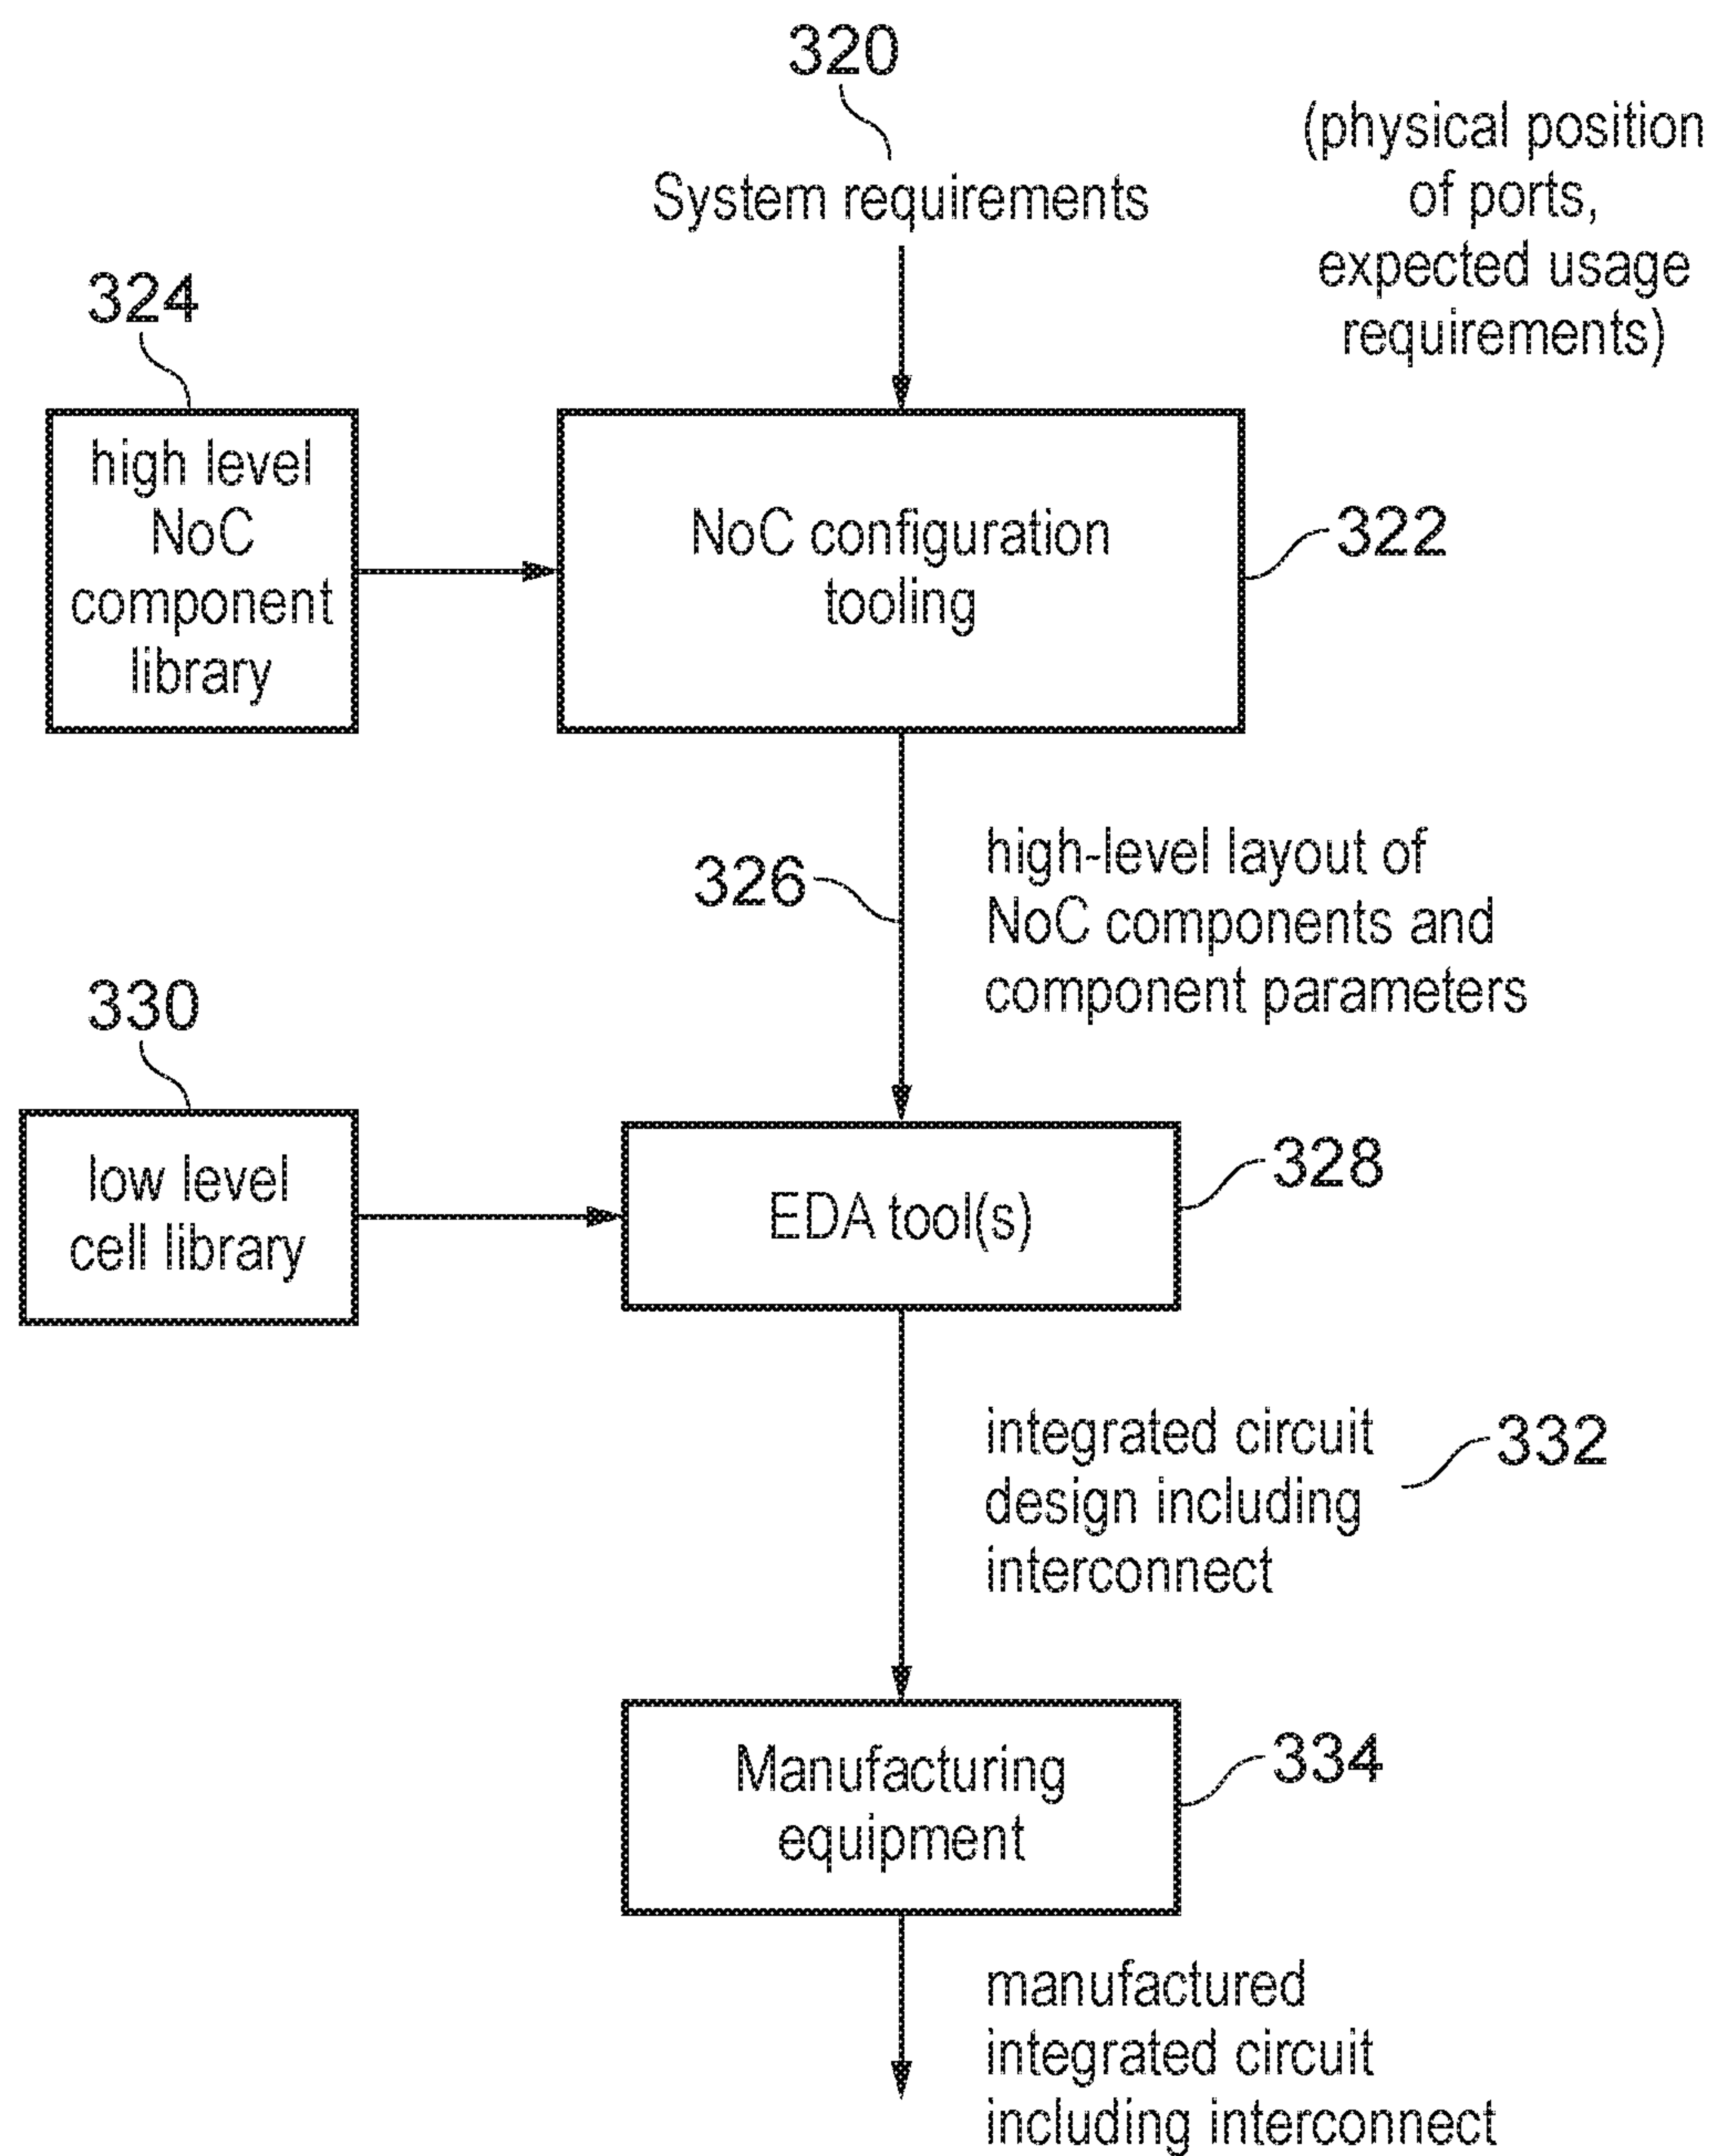 320
(physical position
of ports,
expected usage
requirements)
System requirements
324
high level
NoC
component
library
NoC configuration
tooling
322
326
high-level layout of
NoC components and
component parameters
330
low level
cell library
EDA tool(s)
328
integrated circuit
design including
interconnect
332
Manufacturing
equipment
334
manufactured
integrated circuit
including interconnect